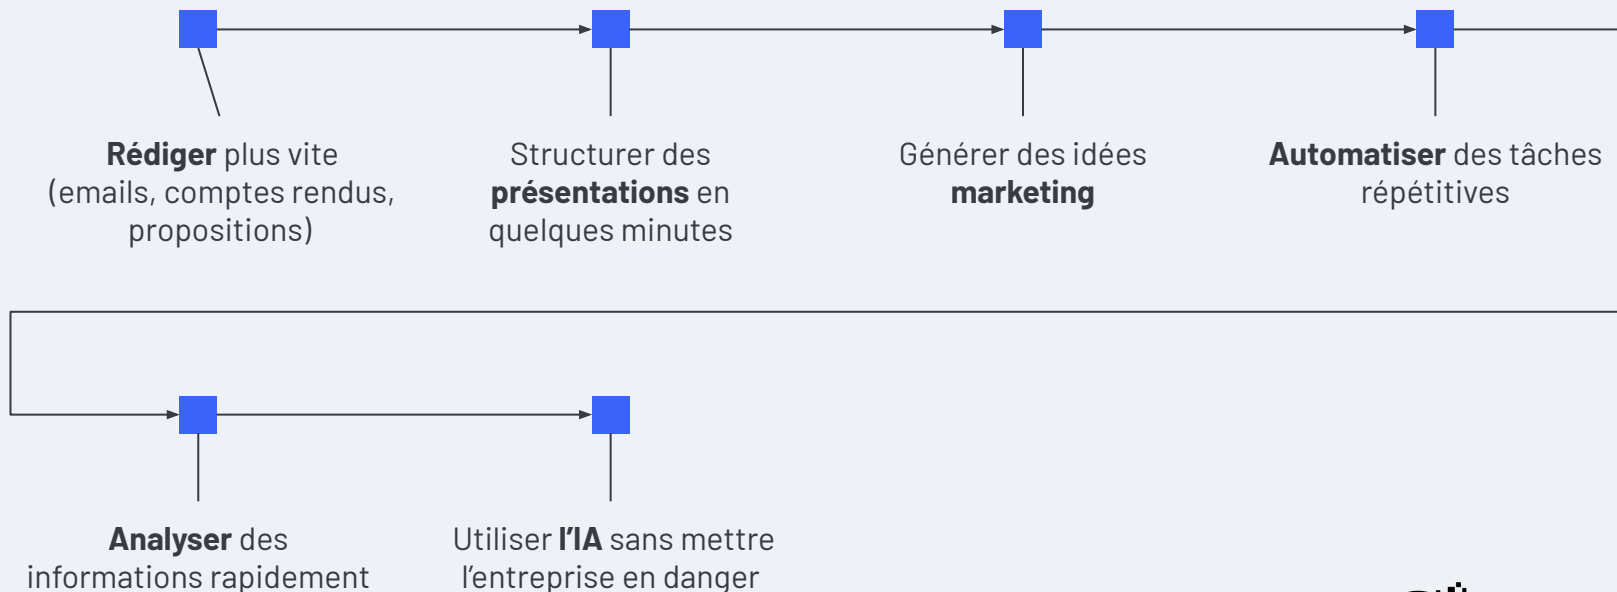 Rédiger plus vite
(emails, comptes rendus,
propositions)
Structurer des
présentations en
quelques minutes
Générer des idées
marketing
Automatiser des tâches
répétitives
Analyser des
informations rapidement
Utiliser l’IA sans mettre
l’entreprise en danger